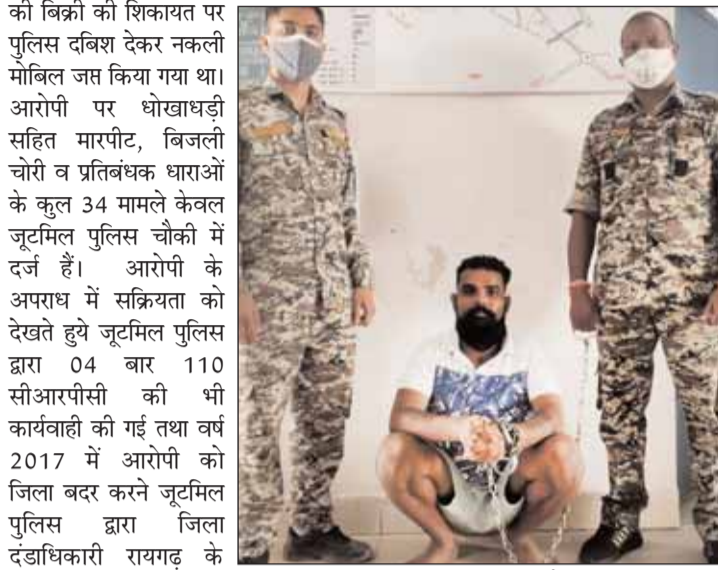 की बिक्री की शिकायत पर
पुलिस दबिश देकर नकली
मोबिल जप्त किया गया था।
आरोपी पर धोखाधड़ी
सहित मारपीट, बिजली
चोरी व प्रतिबंधक धाराओं
के कुल 34 मामले केवल
जूटमिल पुलिस चौकी में
दर्ज हैं। आरोपी के
अपराध में सक्रियता को
देखते हुये जूटमिल पुलिस
द्वारा 04 बार 110
सीआरपीसी की भी
कार्यवाही की गई तथा वर्ष
2017 में आरोपी को
जिला बदर करने जूटमिल
पुलिस द्वारा जिला
दंडाधिकारी रायगढ़ के